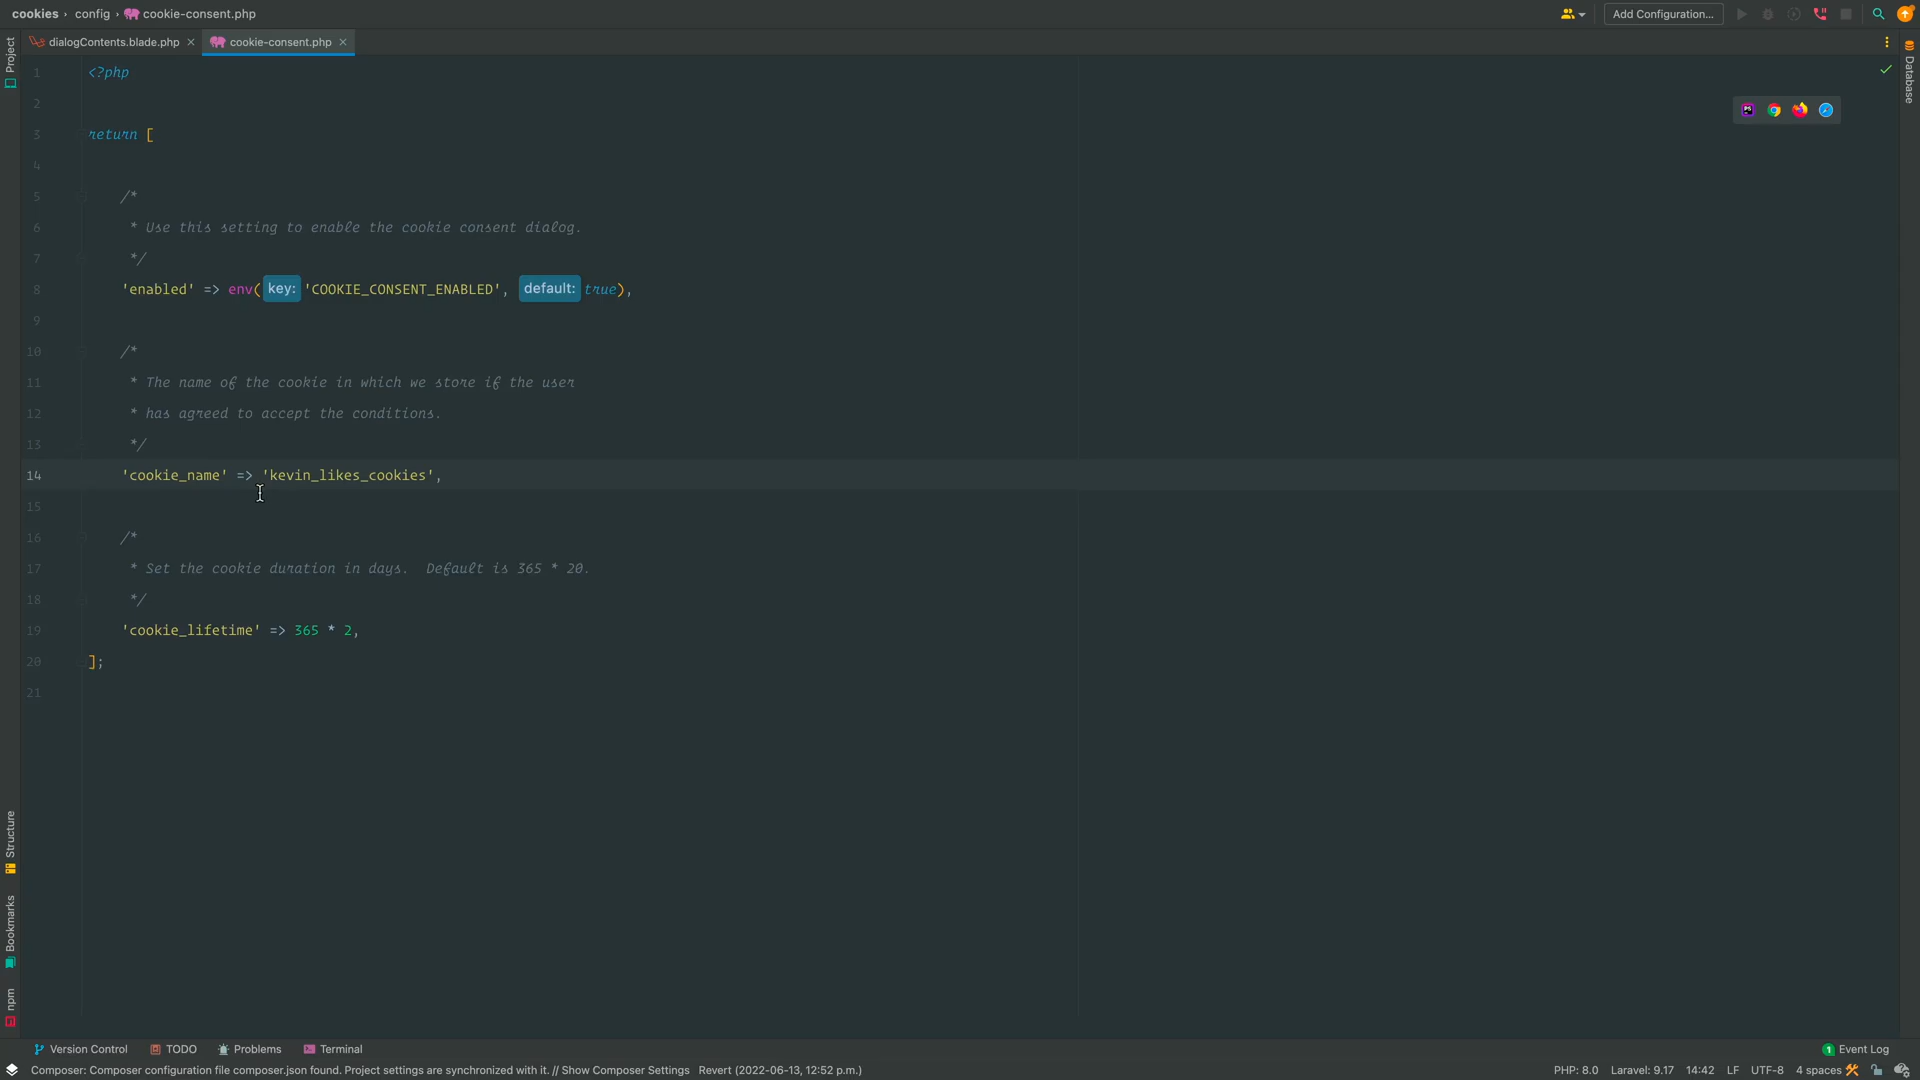 cookies › config › cookie-consent.php
Add Configuration...
dialogContents.blade.php
cookie-consent.php
Project
Database
1 <?php
2
3 return [
4
5 /*
6 * Use this setting to enable the cookie consent dialog.
7 */
8 'enabled' => env( key: 'COOKIE_CONSENT_ENABLED', default: true),
9
10 /*
11 * The name of the cookie in which we store if the user
12 * has agreed to accept the conditions.
13 */
14 'cookie_name' => 'kevin_likes_cookies',
15
16 /*
17 * Set the cookie duration in days.  Default is 365 * 20.
18 */
19 'cookie_lifetime' => 365 * 2,
20 ];
21
Structure
Bookmarks
npm
Version Control TODO Problems Terminal
1 Event Log
Composer: Composer configuration file composer.json found. Project settings are synchronized with it. // Show Composer Settings Revert (2022-06-13, 12:52 p.m.)
PHP: 8.0 Laravel: 9.17 14:42 LF UTF-8 4 spaces